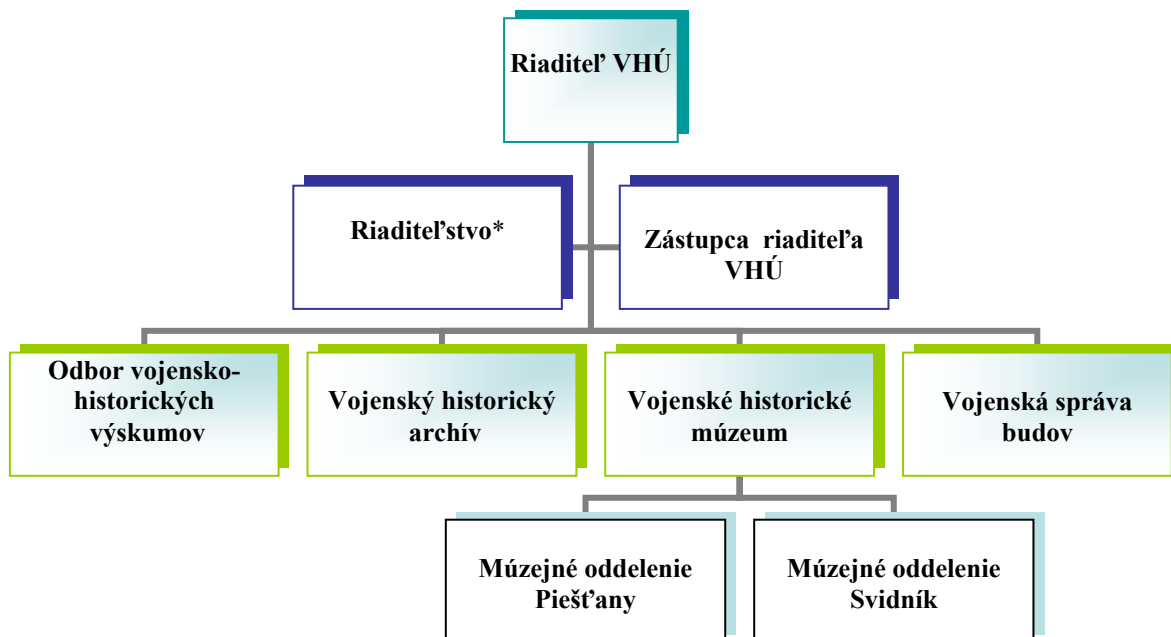 Riaditeľ VHÚ
Riaditeľstvo*
Zástupca riaditeľa
VHÚ
Odbor vojensko-
historických
výskumov
Vojenský historický
archív
Vojenské historické
múzeum
Vojenská správa
budov
Múzejné oddelenie
Piešťany
Múzejné oddelenie
Svidník